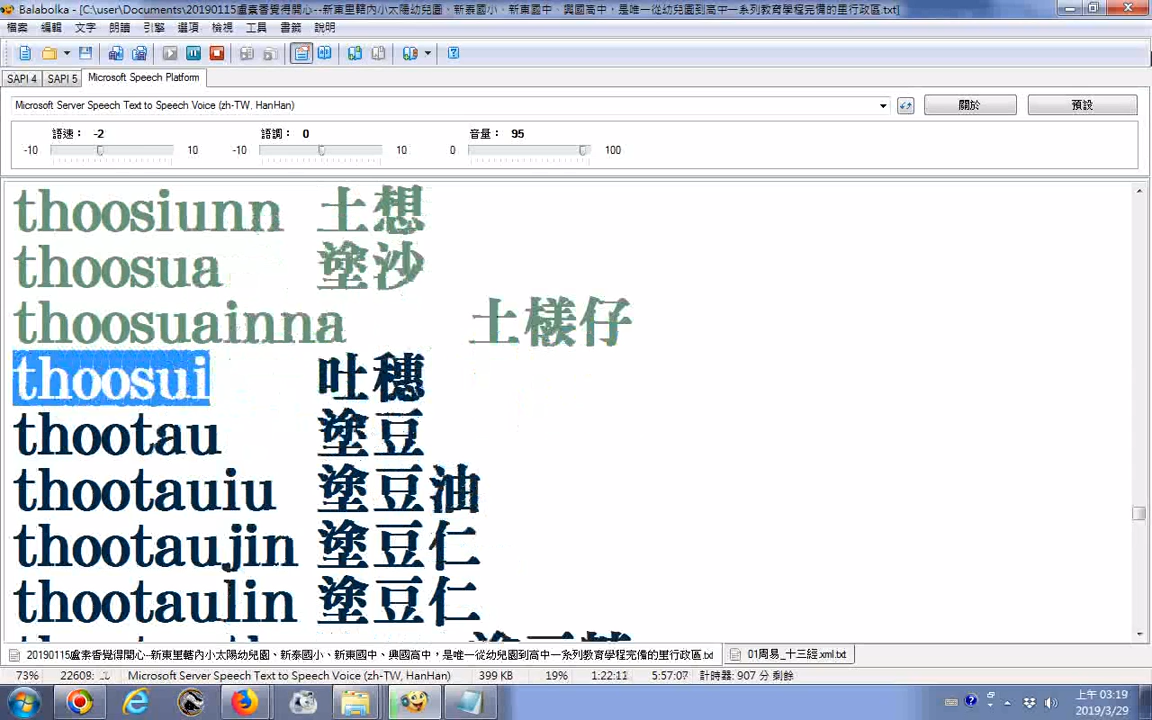 Balabolka - [C:\user\Documents\20190115盧素香覺得開心--新東里轄內小太陽幼兒園、新泰國小、新東國中、興國高中，是唯一從幼兒園到高中一系列教育學程完備的里行政區.txt]
檔案 編輯 文字 朗讀 引擎 選項 檢視 工具 書籤 說明
SAPI 4 SAPI 5 Microsoft Speech Platform
Microsoft Server Speech Text to Speech Voice (zh-TW, HanHan) 關於 預設
語速： -2 語調： 0 音量： 95
-10 10 -10 10 0 100
thoosiunn 土想
thoosua 塗沙
thoosuainna 土檨仔
thoosui 吐穗
thootau 塗豆
thootauiu 塗豆油
thootaujin 塗豆仁
thootaulin 塗豆仁
20190115盧素香覺得開心--新東里轄內小太陽幼兒園、新泰國小、新東國中、興國高中，是唯一從幼兒園到高中一系列教育學程完備的里行政區.txt 01周易_十三經.xml.txt
73% 22609: Microsoft Server Speech Text to Speech Voice (zh-TW, HanHan) 399 KB 19% 1:22:11 5:57:07 計時器： 907 分 剩餘
上午 03:19
2019/3/29